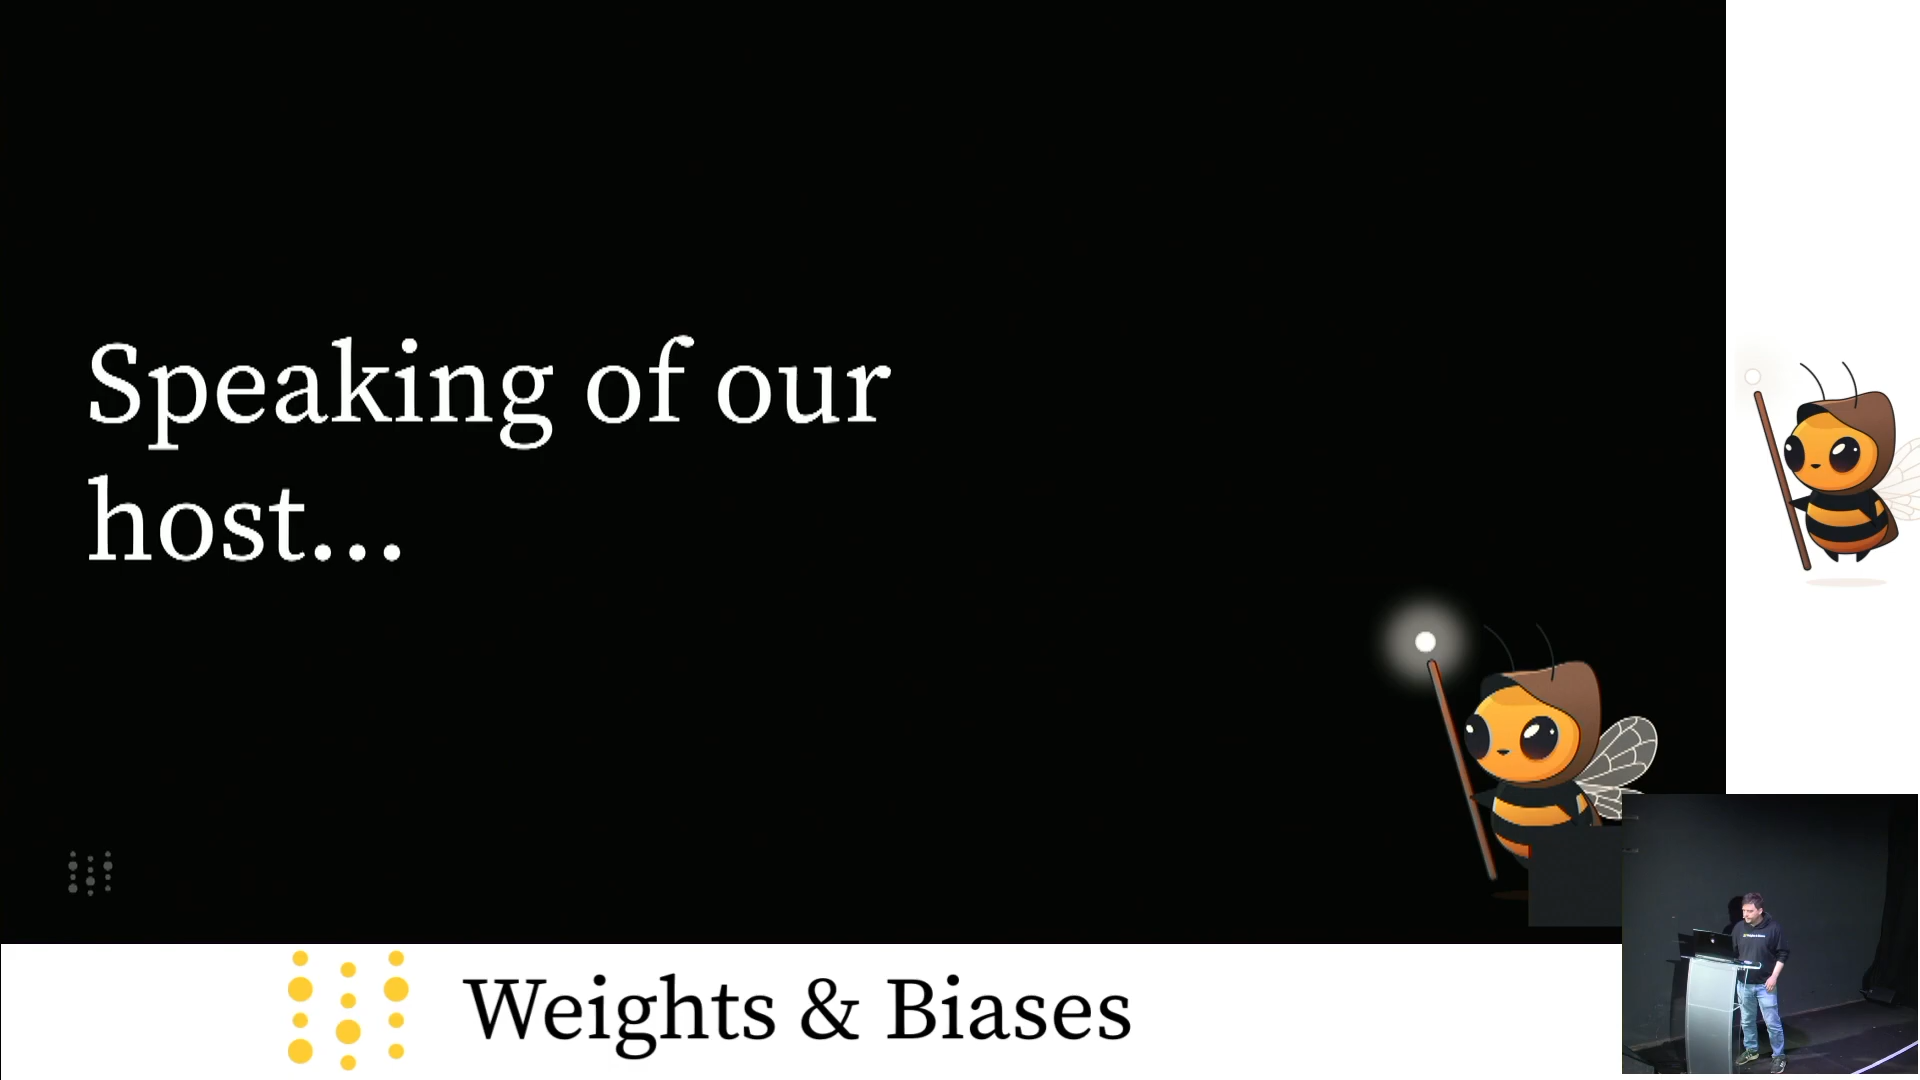 Speaking of our
host...
Weights & Biases